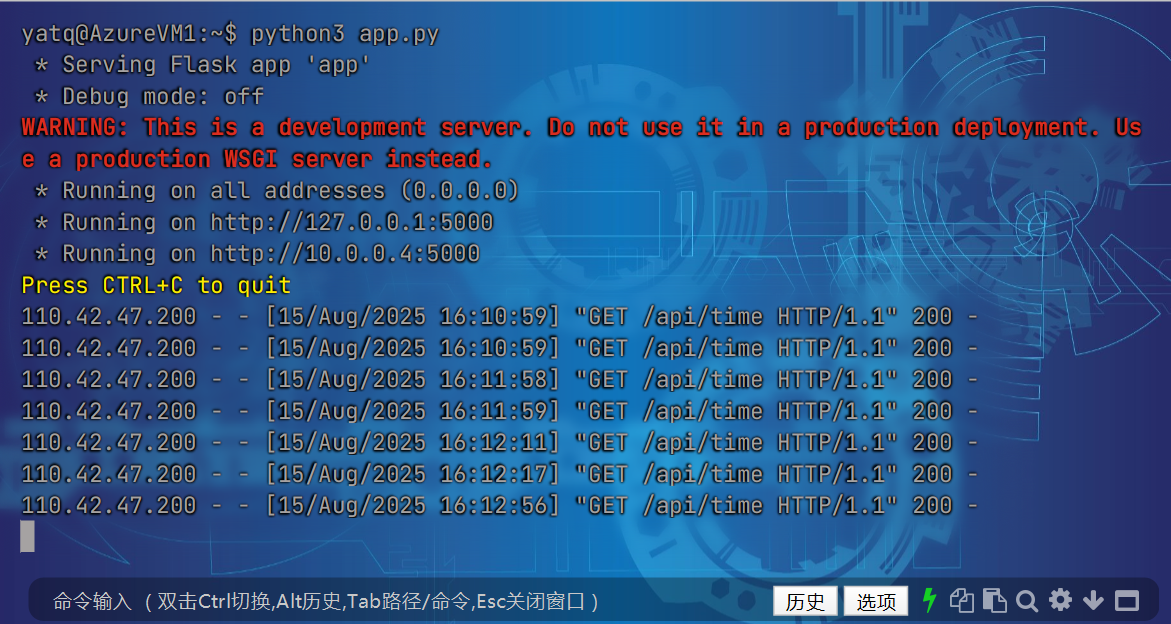 yatq@AzureVM1:~$ python3 app.py
 * Serving Flask app 'app'
 * Debug mode: off
WARNING: This is a development server. Do not use it in a production deployment. Us
e a production WSGI server instead.
 * Running on all addresses (0.0.0.0)
 * Running on http://127.0.0.1:5000
 * Running on http://10.0.0.4:5000
Press CTRL+C to quit
110.42.47.200 - - [15/Aug/2025 16:10:59] "GET /api/time HTTP/1.1" 200 -
110.42.47.200 - - [15/Aug/2025 16:10:59] "GET /api/time HTTP/1.1" 200 -
110.42.47.200 - - [15/Aug/2025 16:11:58] "GET /api/time HTTP/1.1" 200 -
110.42.47.200 - - [15/Aug/2025 16:11:59] "GET /api/time HTTP/1.1" 200 -
110.42.47.200 - - [15/Aug/2025 16:12:11] "GET /api/time HTTP/1.1" 200 -
110.42.47.200 - - [15/Aug/2025 16:12:17] "GET /api/time HTTP/1.1" 200 -
110.42.47.200 - - [15/Aug/2025 16:12:56] "GET /api/time HTTP/1.1" 200 -
命令输入 （双击Ctrl切换,Alt历史,Tab路径/命令,Esc关闭窗口） 历史 选项